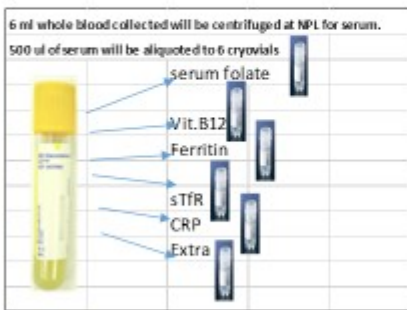 6 ml whole blood collected will be centrifuged at NPL for serum.
500 ul of serum will be aliquoted to 6 cryovials
serum folate
Vit.B12
Ferritin
sTfR
CRP
Extra